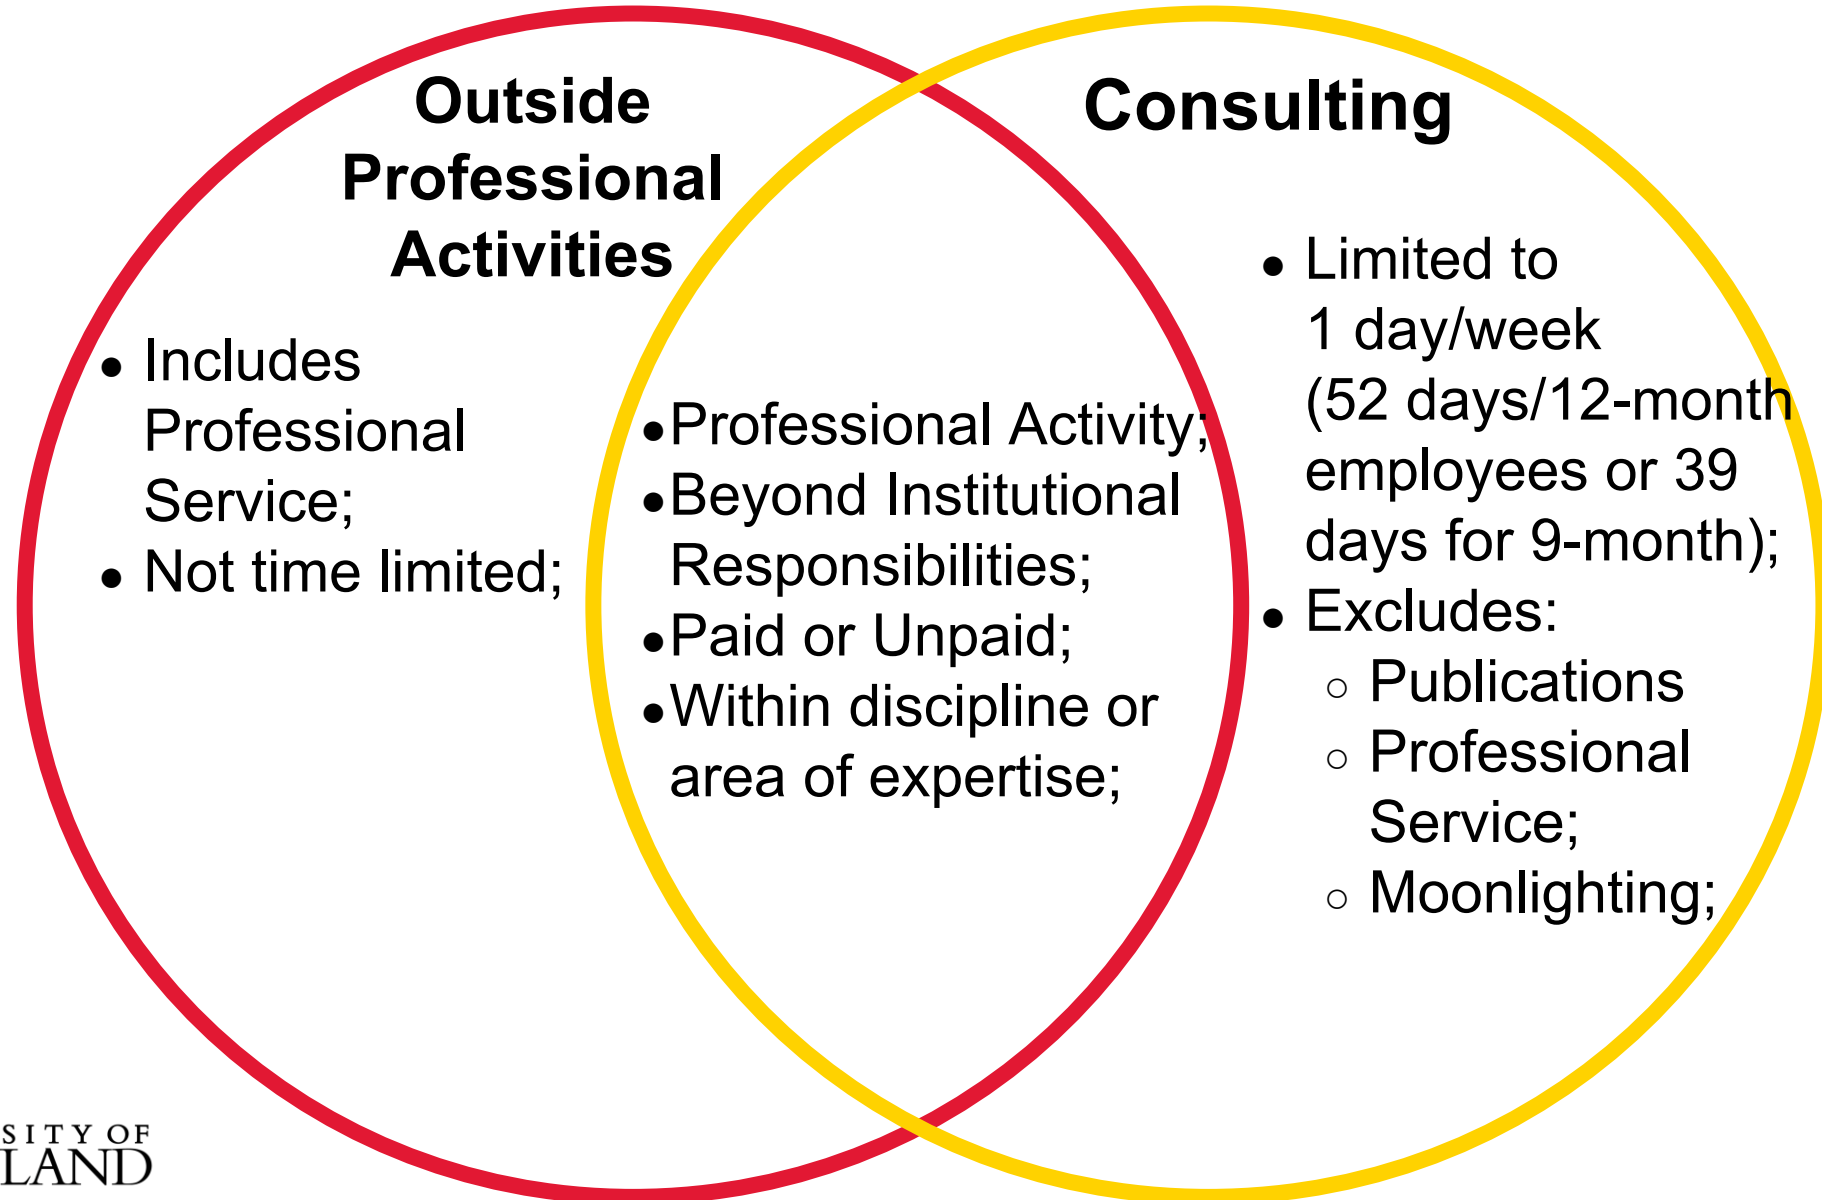 Outside
Professional
Activities
● Includes
Professional
Service;
● Not time limited;
●Professional Activity;
●Beyond Institutional
Responsibilities;
●Paid or Unpaid;
●Within discipline or
area of expertise;
Consulting
● Limited to
1 day/week
(52 days/12-month
employees or 39
days for 9-month);
● Excludes:
○ Publications
○ Professional
Service;
○ Moonlighting;
SITY OF
LAND